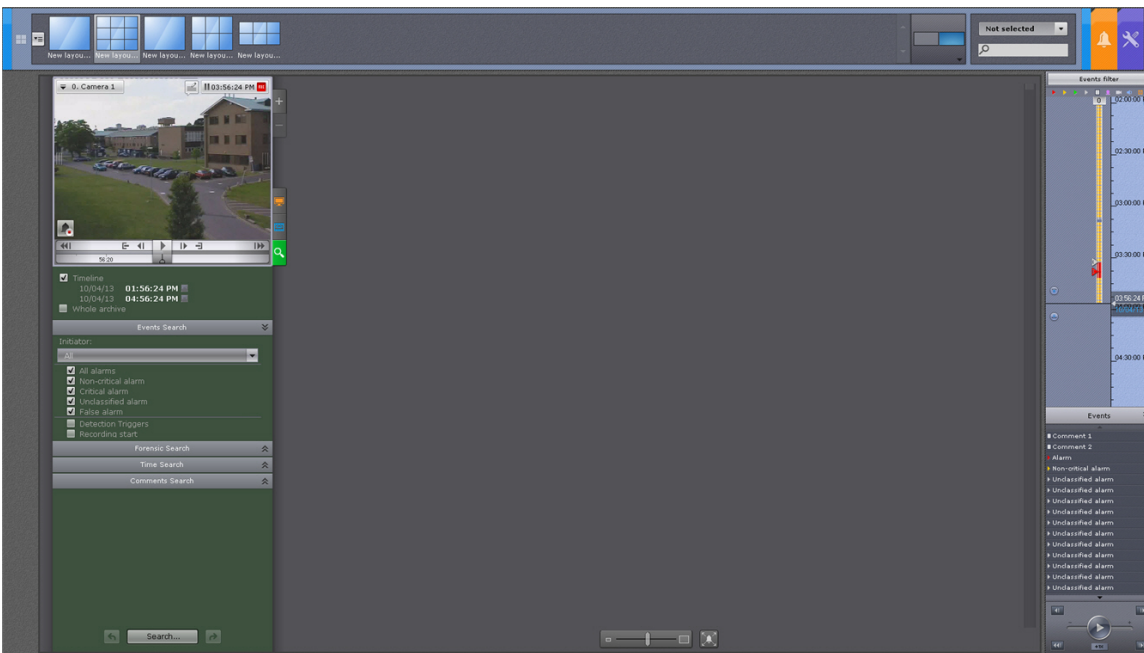 New layou... New layou... New layou... New layou... New layou...
Not selected
0. Camera 1
03:56:24 PM
56:20
Timeline
10/04/13 01:56:24 PM
10/04/13 04:56:24 PM
Whole archive
Events Search
Initiator:
All
All alarms
Non-critical alarm
Critical alarm
Unclassified alarm
False alarm
Detection Triggers
Recording start
Forensic Search
Time Search
Comments Search
Search...
Events filter
0
02:00:00
02:30:00
03:00:00
03:30:00
03:56:24
04:30:00
Events
Comment 1
Comment 2
Alarm
Non-critical alarm
Unclassified alarm
Unclassified alarm
Unclassified alarm
Unclassified alarm
Unclassified alarm
Unclassified alarm
Unclassified alarm
Unclassified alarm
Unclassified alarm
Unclassified alarm
Unclassified alarm